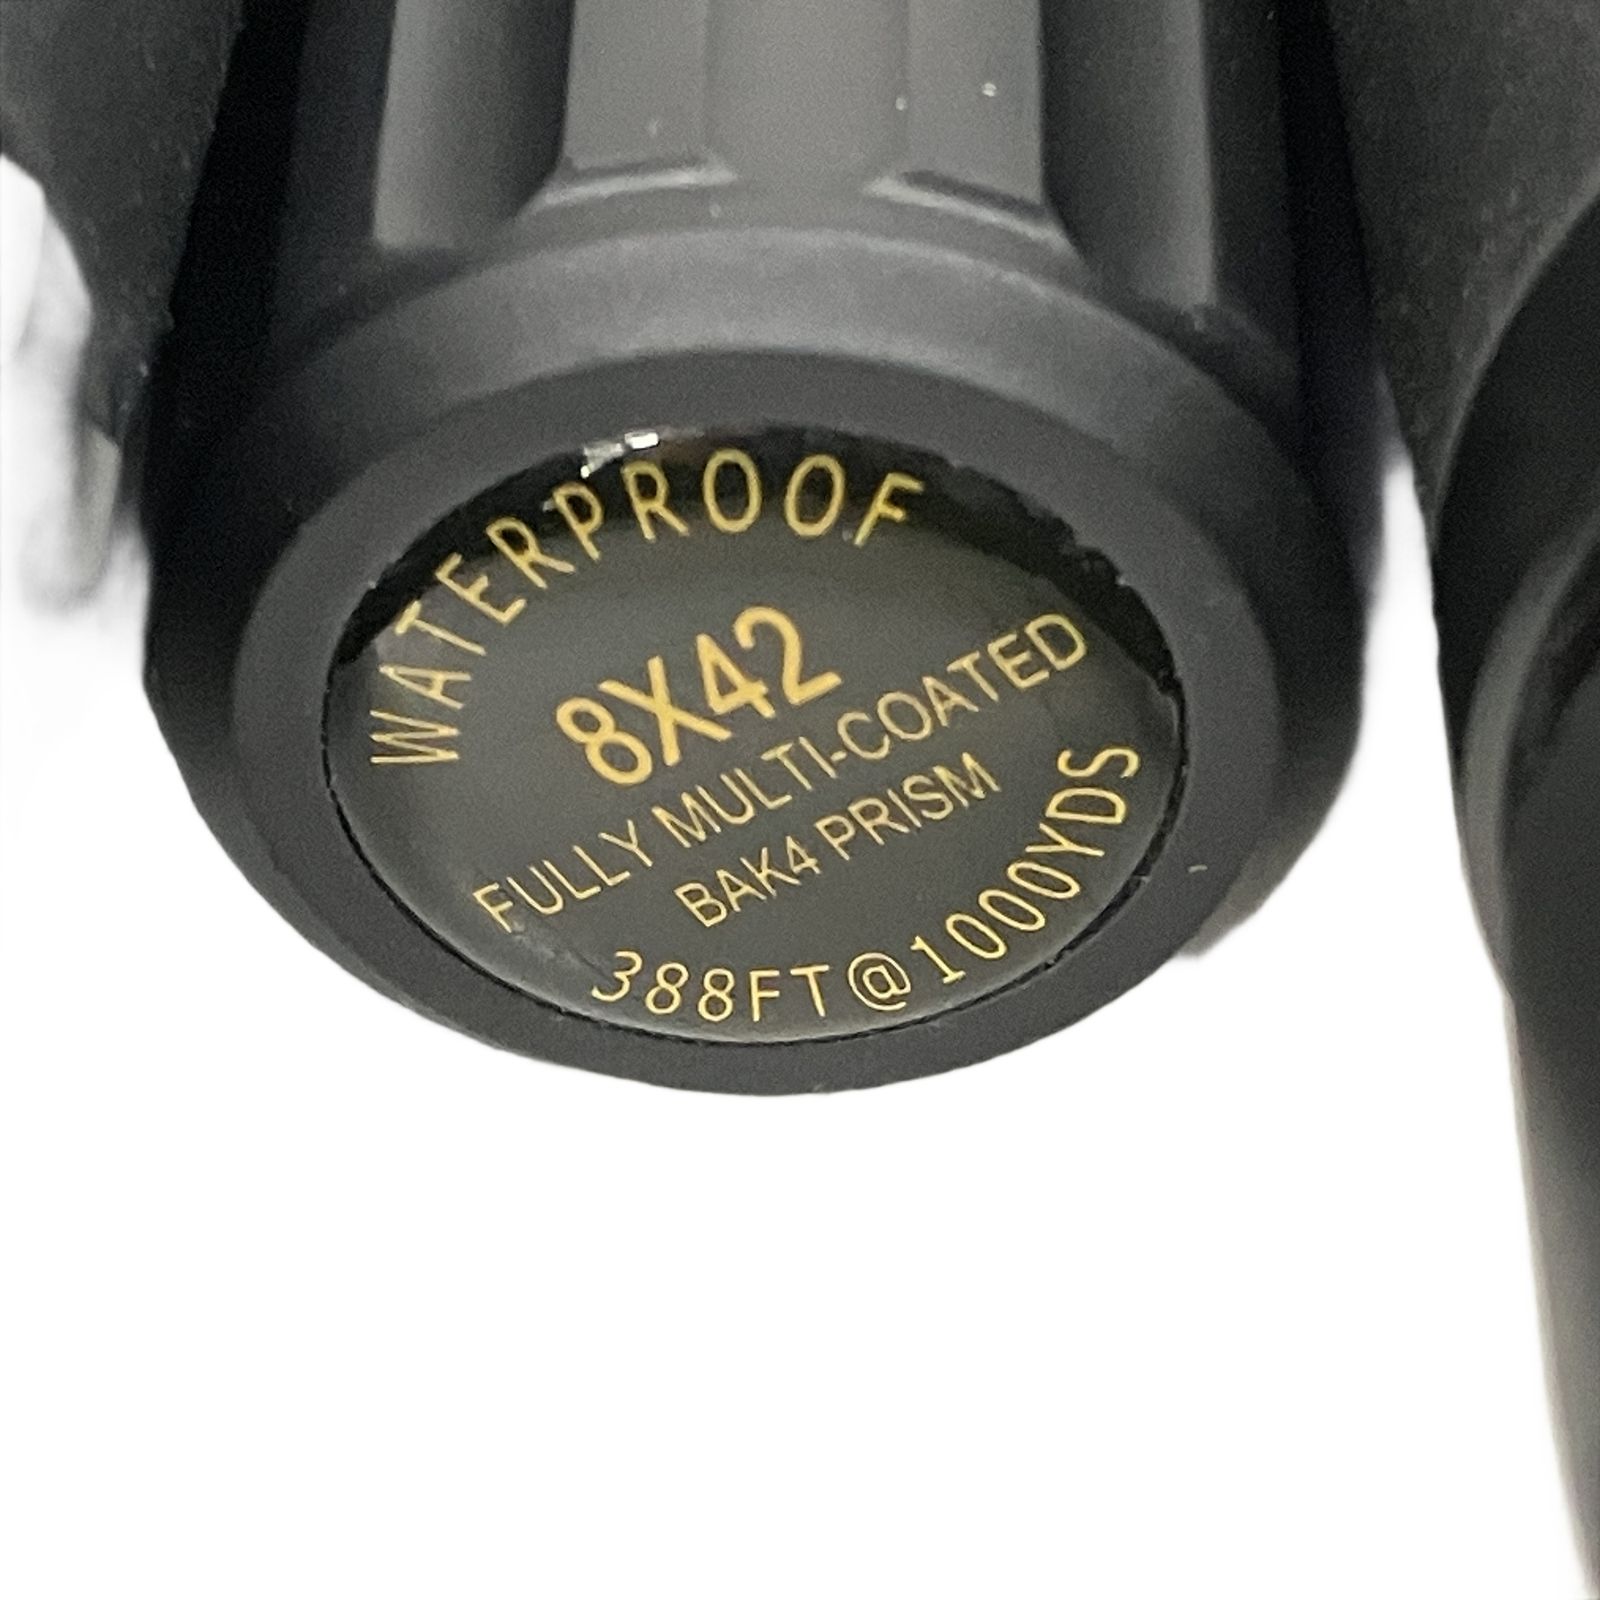 WATERPROOF
8X42
FULLY MULTI-COATED
BAK4 PRISM
388FT@1000YDS